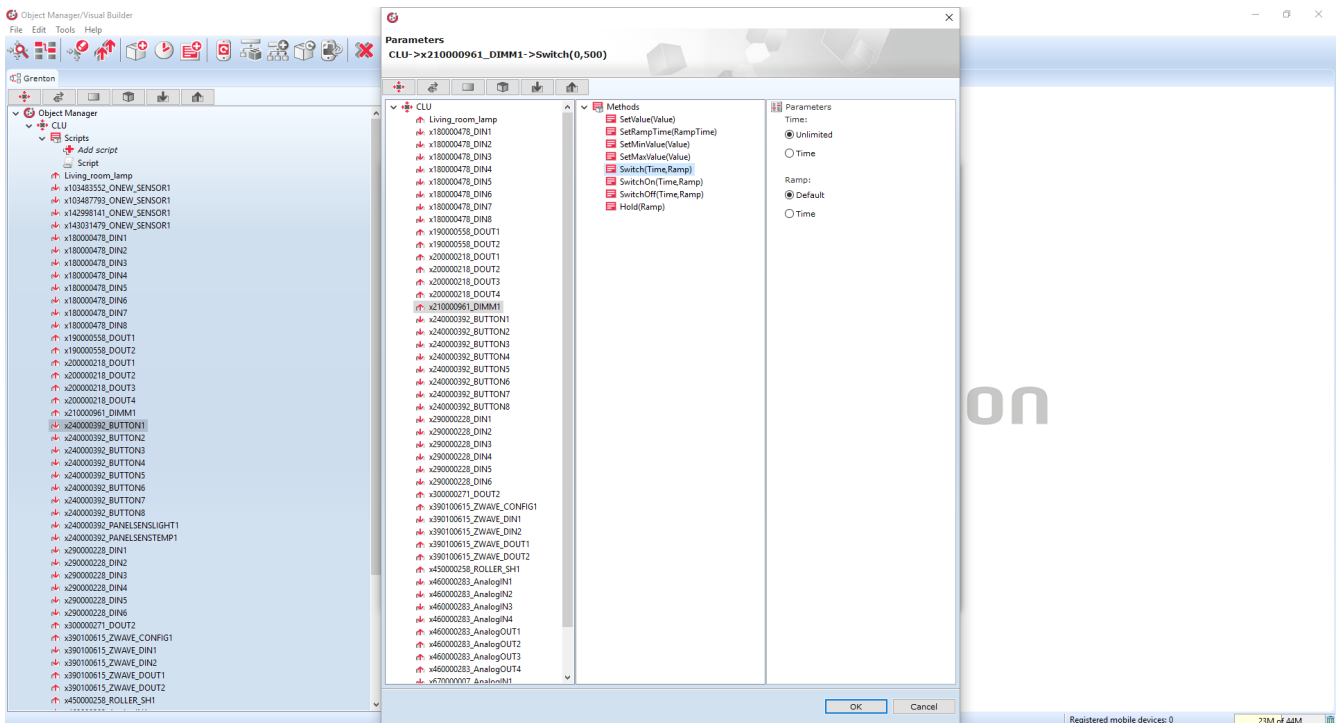 Object Manager/Visual Builder
File Edit Tools Help
Grenton
Object Manager
CLU
Scripts
Add script
Script
Living_room_lamp
x103483552_ONEW_SENSOR1
x103487793_ONEW_SENSOR1
x142998141_ONEW_SENSOR1
x143031479_ONEW_SENSOR1
x180000478_DIN1
x180000478_DIN2
x180000478_DIN3
x180000478_DIN4
x180000478_DIN5
x180000478_DIN6
x180000478_DIN7
x180000478_DIN8
x190000558_DOUT1
x190000558_DOUT2
x200000218_DOUT1
x200000218_DOUT2
x200000218_DOUT3
x200000218_DOUT4
x210000961_DIMM1
x240000392_BUTTON1
x240000392_BUTTON2
x240000392_BUTTON3
x240000392_BUTTON4
x240000392_BUTTON5
x240000392_BUTTON6
x240000392_BUTTON7
x240000392_BUTTON8
x240000392_PANELSENSLIGHT1
x240000392_PANELSENSTEMP1
x290000228_DIN1
x290000228_DIN2
x290000228_DIN3
x290000228_DIN4
x290000228_DIN5
x290000228_DIN6
x300000271_DOUT2
x390100615_ZWAVE_CONFIG1
x390100615_ZWAVE_DIN1
x390100615_ZWAVE_DIN2
x390100615_ZWAVE_DOUT1
x390100615_ZWAVE_DOUT2
x450000258_ROLLER_SH1
Parameters
CLU->x210000961_DIMM1->Switch(0,500)
CLU
Living_room_lamp
x180000478_DIN1
x180000478_DIN2
x180000478_DIN3
x180000478_DIN4
x180000478_DIN5
x180000478_DIN6
x180000478_DIN7
x180000478_DIN8
x190000558_DOUT1
x190000558_DOUT2
x200000218_DOUT1
x200000218_DOUT2
x200000218_DOUT3
x200000218_DOUT4
x210000961_DIMM1
x240000392_BUTTON1
x240000392_BUTTON2
x240000392_BUTTON3
x240000392_BUTTON4
x240000392_BUTTON5
x240000392_BUTTON6
x240000392_BUTTON7
x240000392_BUTTON8
x290000228_DIN1
x290000228_DIN2
x290000228_DIN3
x290000228_DIN4
x290000228_DIN5
x290000228_DIN6
x300000271_DOUT2
x390100615_ZWAVE_CONFIG1
x390100615_ZWAVE_DIN1
x390100615_ZWAVE_DIN2
x390100615_ZWAVE_DOUT1
x390100615_ZWAVE_DOUT2
x450000258_ROLLER_SH1
x460000283_AnalogIN1
x460000283_AnalogIN2
x460000283_AnalogIN3
x460000283_AnalogIN4
x460000283_AnalogOUT1
x460000283_AnalogOUT2
x460000283_AnalogOUT3
x460000283_AnalogOUT4
x670000007_AnalogIN1
Methods
SetValue(Value)
SetRampTime(RampTime)
SetMinValue(Value)
SetMaxValue(Value)
Switch(Time,Ramp)
SwitchOn(Time,Ramp)
SwitchOff(Time,Ramp)
Hold(Ramp)
Parameters
Time:
Unlimited
Time
Ramp:
Default
Time
OK Cancel
on
Registered mobile devices: 0
23M of 44M